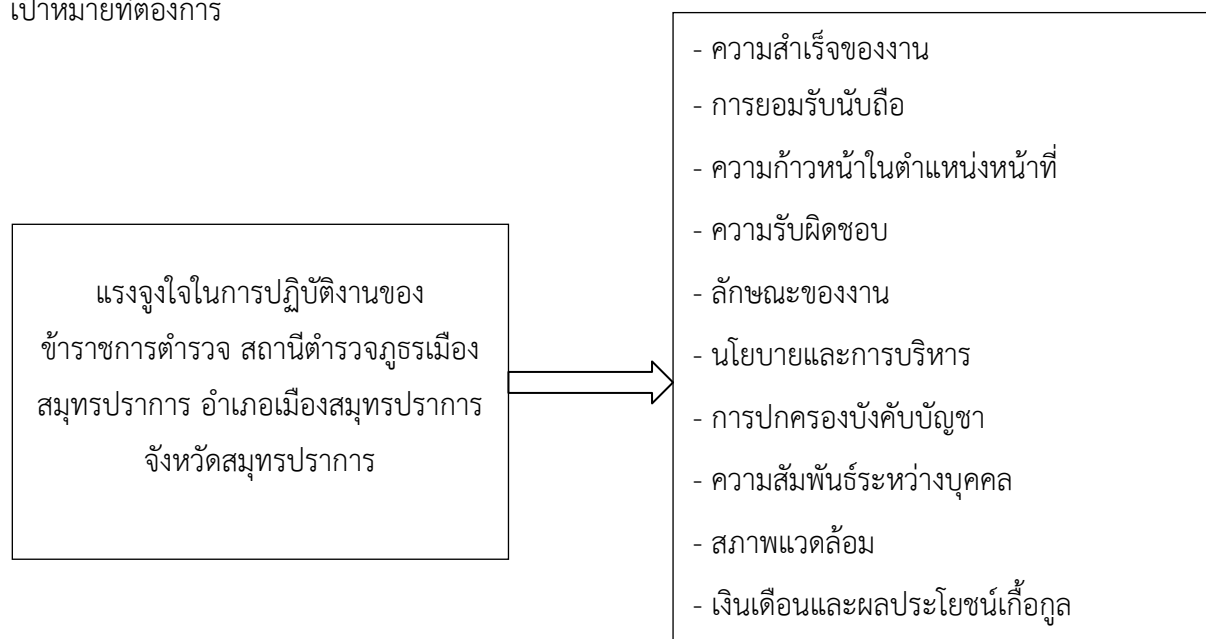 เป้าหมายที่ต้องการ
แรงจูงใจในการปฏิบัติงานของ
ข้าราชการตำรวจ สถานีตำรวจภูธรเมือง
สมุทรปราการ อำเภอเมืองสมุทรปราการ
จังหวัดสมุทรปราการ
- ความสำเร็จของงาน
- การยอมรับนับถือ
- ความก้าวหน้าในตำแหน่งหน้าที่
- ความรับผิดชอบ
- ลักษณะของงาน
- นโยบายและการบริหาร
- การปกครองบังคับบัญชา
- ความสัมพันธ์ระหว่างบุคคล
- สภาพแวดล้อม
- เงินเดือนและผลประโยชน์เกื้อกูล